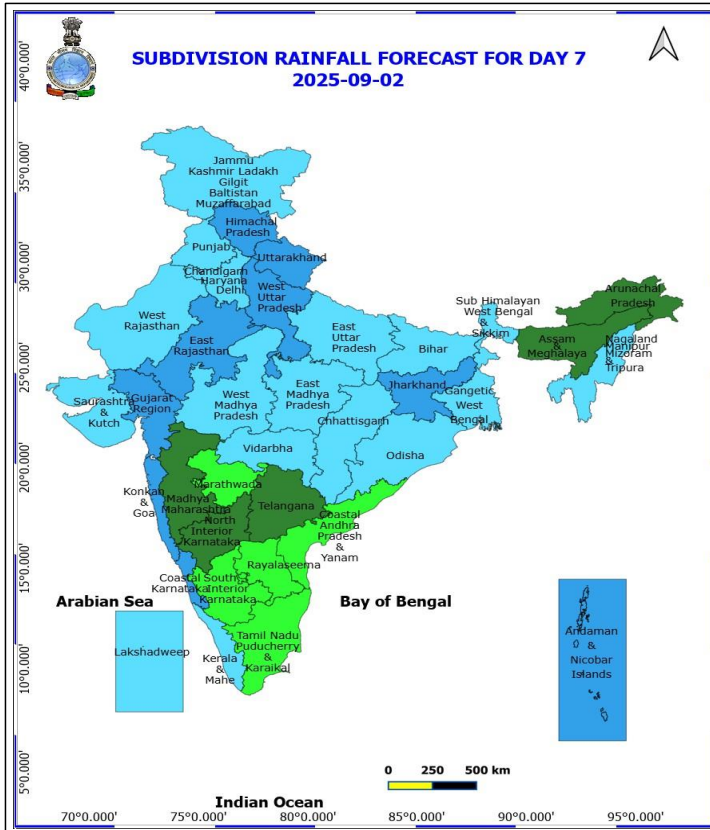 SUBDIVISION RAINFALL FORECAST FOR DAY 7
2025-09-02
40°0.000'
35°0.000'
30°0.000'
25°0.000'
20°0.000'
15°0.000'
10°0.000'
5°0.000'
Jammu
Kashmir Ladakh
Gilgit
Baltistan
Muzaffarabad
Himachal
Pradesh
Punjab
Uttarakhand
Chandigarh
Haryana
Delhi
West
Uttar
Pradesh
West
Rajasthan
East
Rajasthan
East
Uttar
Pradesh
Bihar
Sub Himalayan
West Bengal
&
Sikkim
Arunachal
Pradesh
Assam
&
Meghalaya
Nagaland
Manipur
Mizoram
&
Tripura
Saurashtra
&
Kutch
Gujarat
Region
West
Madhya
Pradesh
East
Madhya
Pradesh
Jharkhand
Gangetic
West
Bengal
Chhattisgarh
Vidarbha
Odisha
Konkan
&
Goa
Madhya
Maharashtra
Marathwada
Telangana
North
Interior
Karnataka
Coastal
Andhra
Pradesh
&
Yanam
Rayalaseema
Coastal
Karnataka
South
Interior
Karnataka
Arabian Sea
Bay of Bengal
Lakshadweep
Kerala
&
Mahe
Tamil Nadu
Puducherry
&
Karaikal
Andaman
&
Nicobar
Islands
0 250 500 km
Indian Ocean
70°0.000' 75°0.000' 80°0.000' 85°0.000' 90°0.000' 95°0.000'